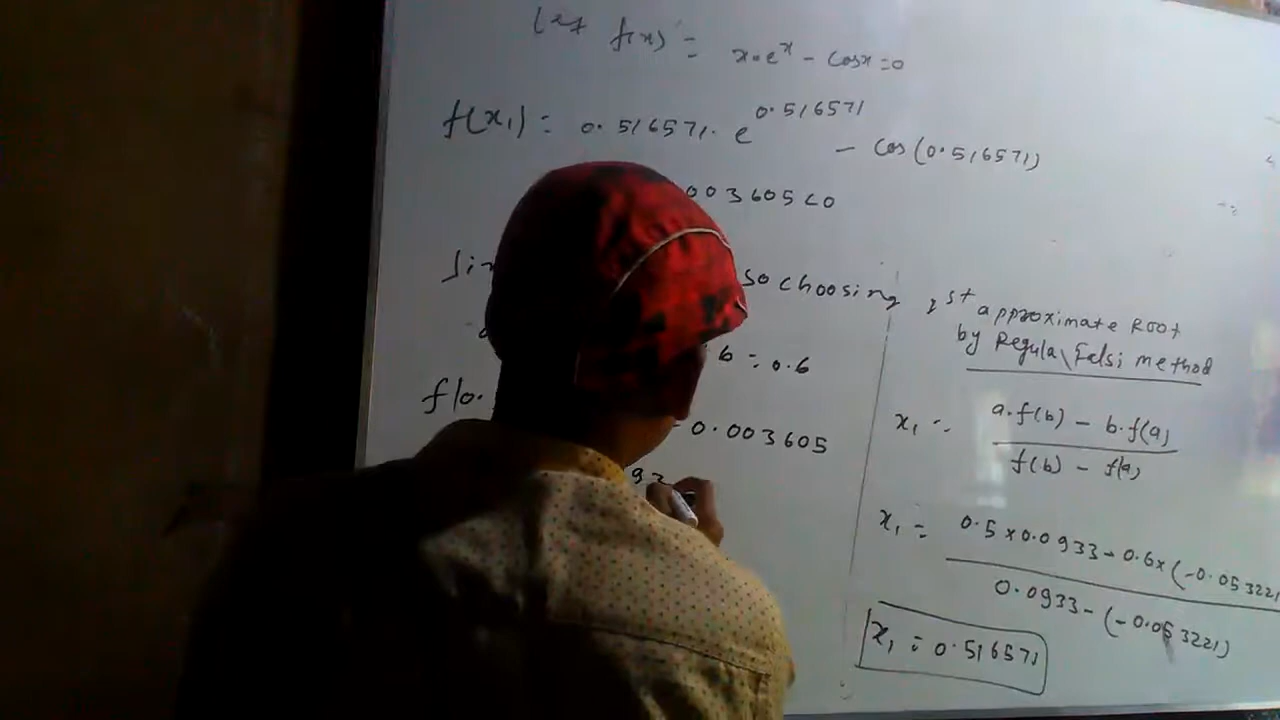 Let f(x) = x.e^x - cosx = 0
f(x₁) = 0.516571. e^0.516571 - cos(0.516571)
003605 < 0
so choosing
b = 0.6
f(0.
- 0.003605
93
1st approximate Root
by Regula\Falsi method
x₁ = a.f(b) - b.f(a) / f(b) - f(a)
x₁ = 0.5 x 0.0933 - 0.6 x (-0.053221 / 0.0933 - (-0.053221)
x₁ = 0.516571